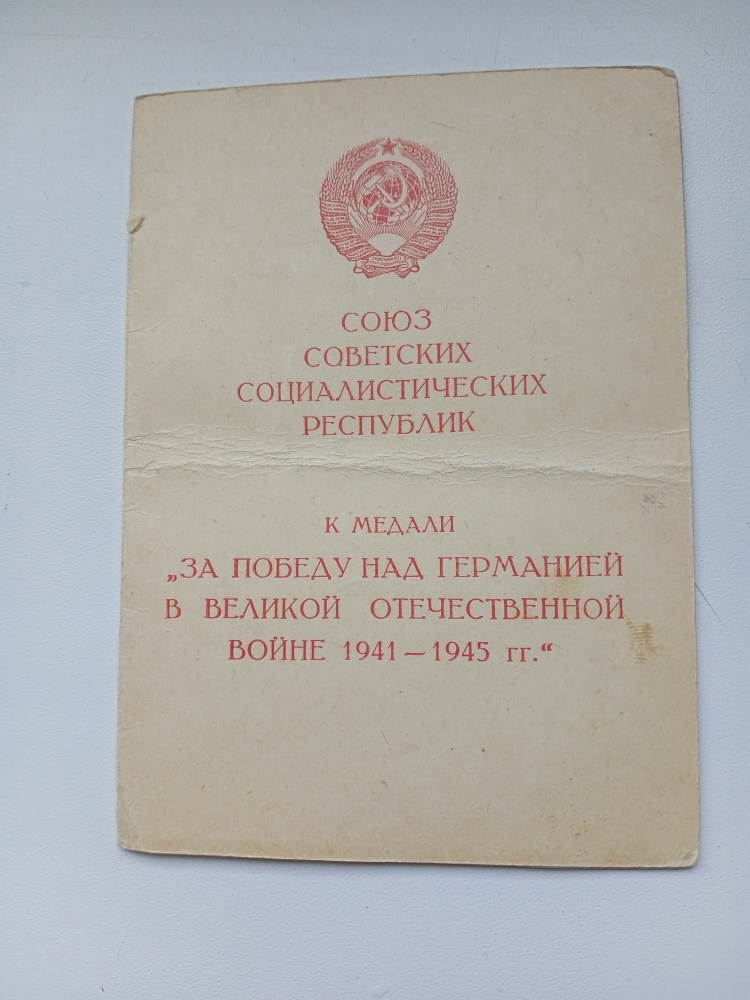 СОЮЗ
СОВЕТСКИХ
СОЦИАЛИСТИЧЕСКИХ
РЕСПУБЛИК
К МЕДАЛИ
„ЗА ПОБЕДУ НАД ГЕРМАНИЕЙ
В ВЕЛИКОЙ ОТЕЧЕСТВЕННОЙ
ВОЙНЕ 1941—1945 гг.“